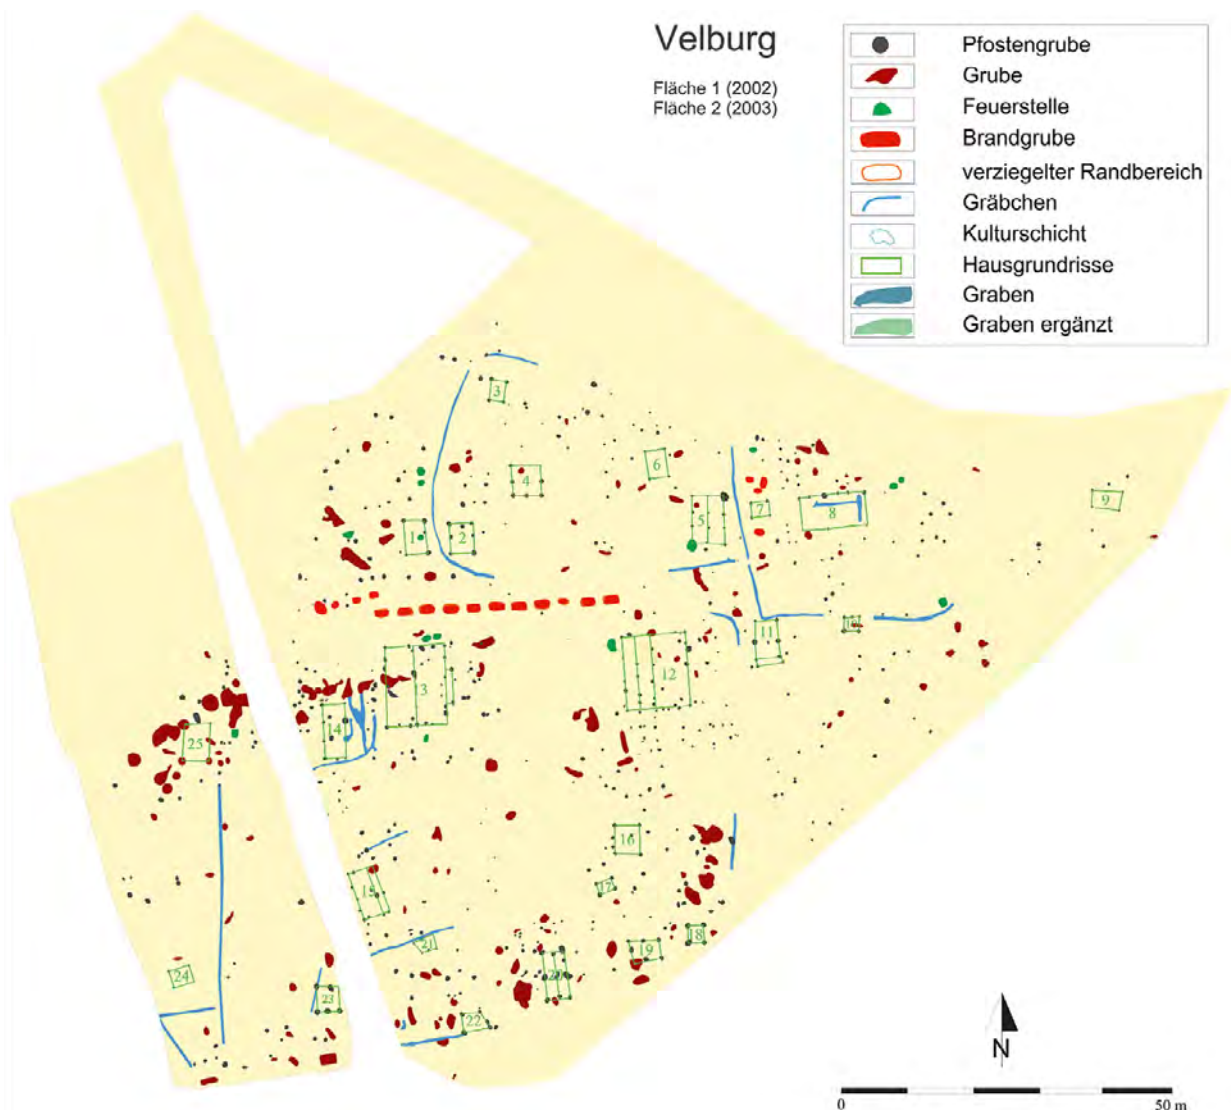 Velburg
Fläche 1 (2002)
Fläche 2 (2003)
Pfostengrube
Grube
Feuerstelle
Brandgrube
verziegelter Randbereich
Gräbchen
Kulturschicht
Hausgrundrisse
Graben
Graben ergänzt
3
4
6
5
7
8
9
1
2
10
11
12
13
14
25
16
15
17
18
19
21
20
24
23
22
N
0
50 m